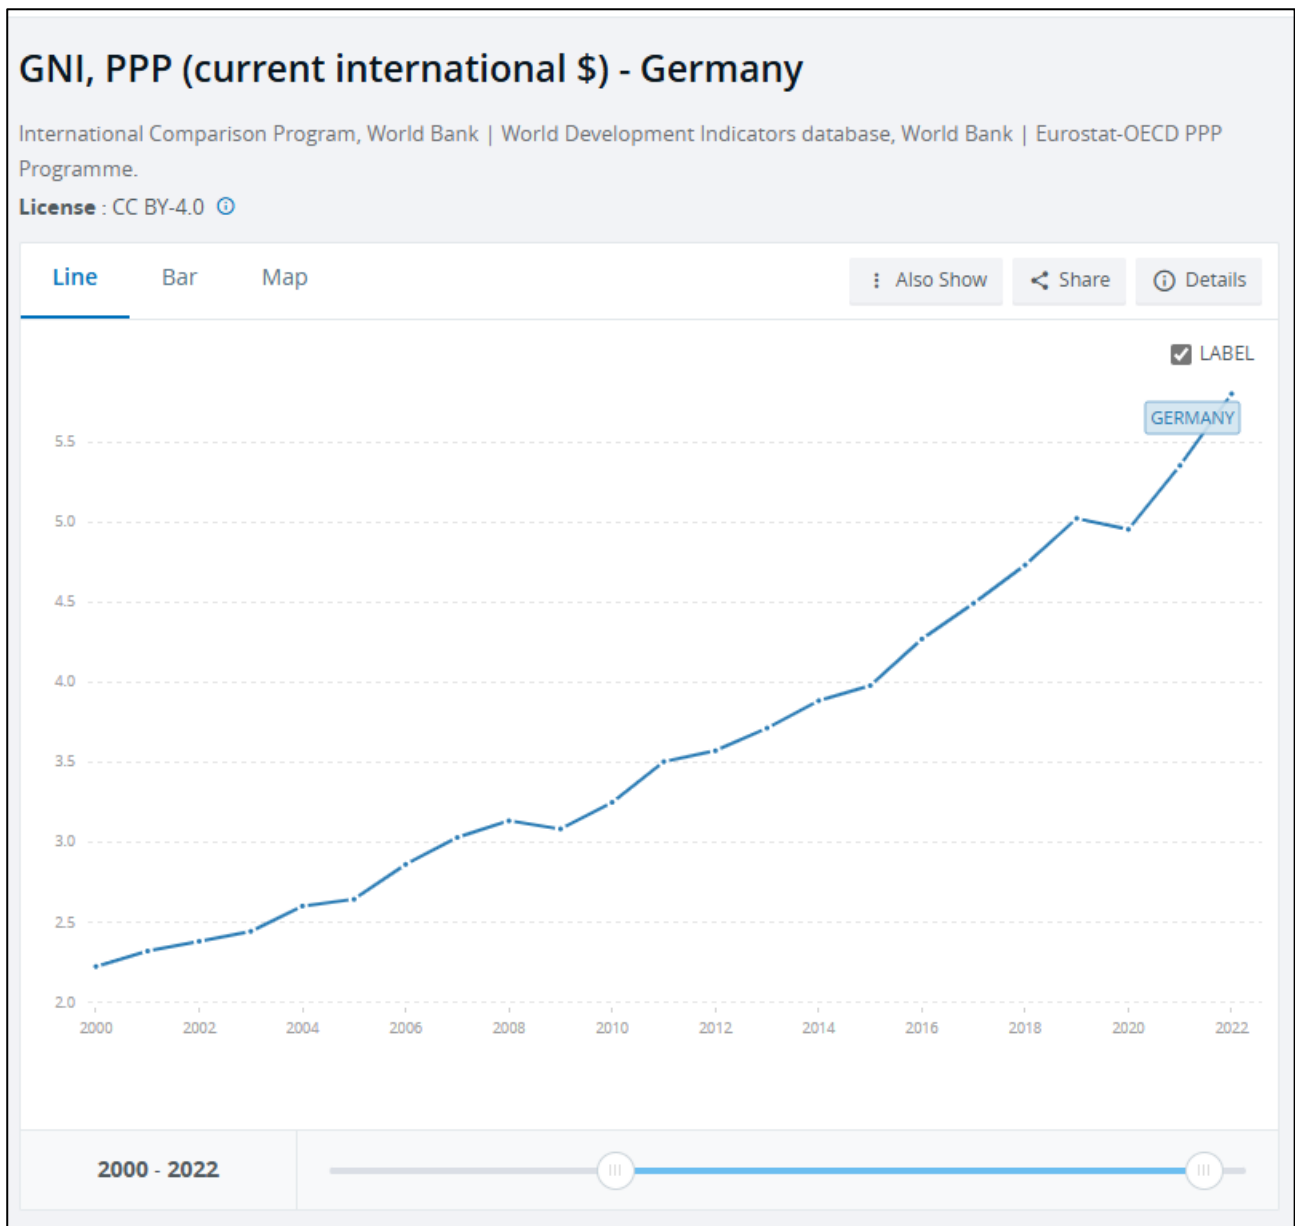 GNI, PPP (current international $) - Germany
International Comparison Program, World Bank | World Development Indicators database, World Bank | Eurostat-OECD PPP
Programme.
License : CC BY-4.0
Line Bar Map Also Show Share Details
LABEL
GERMANY
5.5
5.0
4.5
4.0
3.5
3.0
2.5
2.0
2000 2002 2004 2006 2008 2010 2012 2014 2016 2018 2020 2022
2000 - 2022